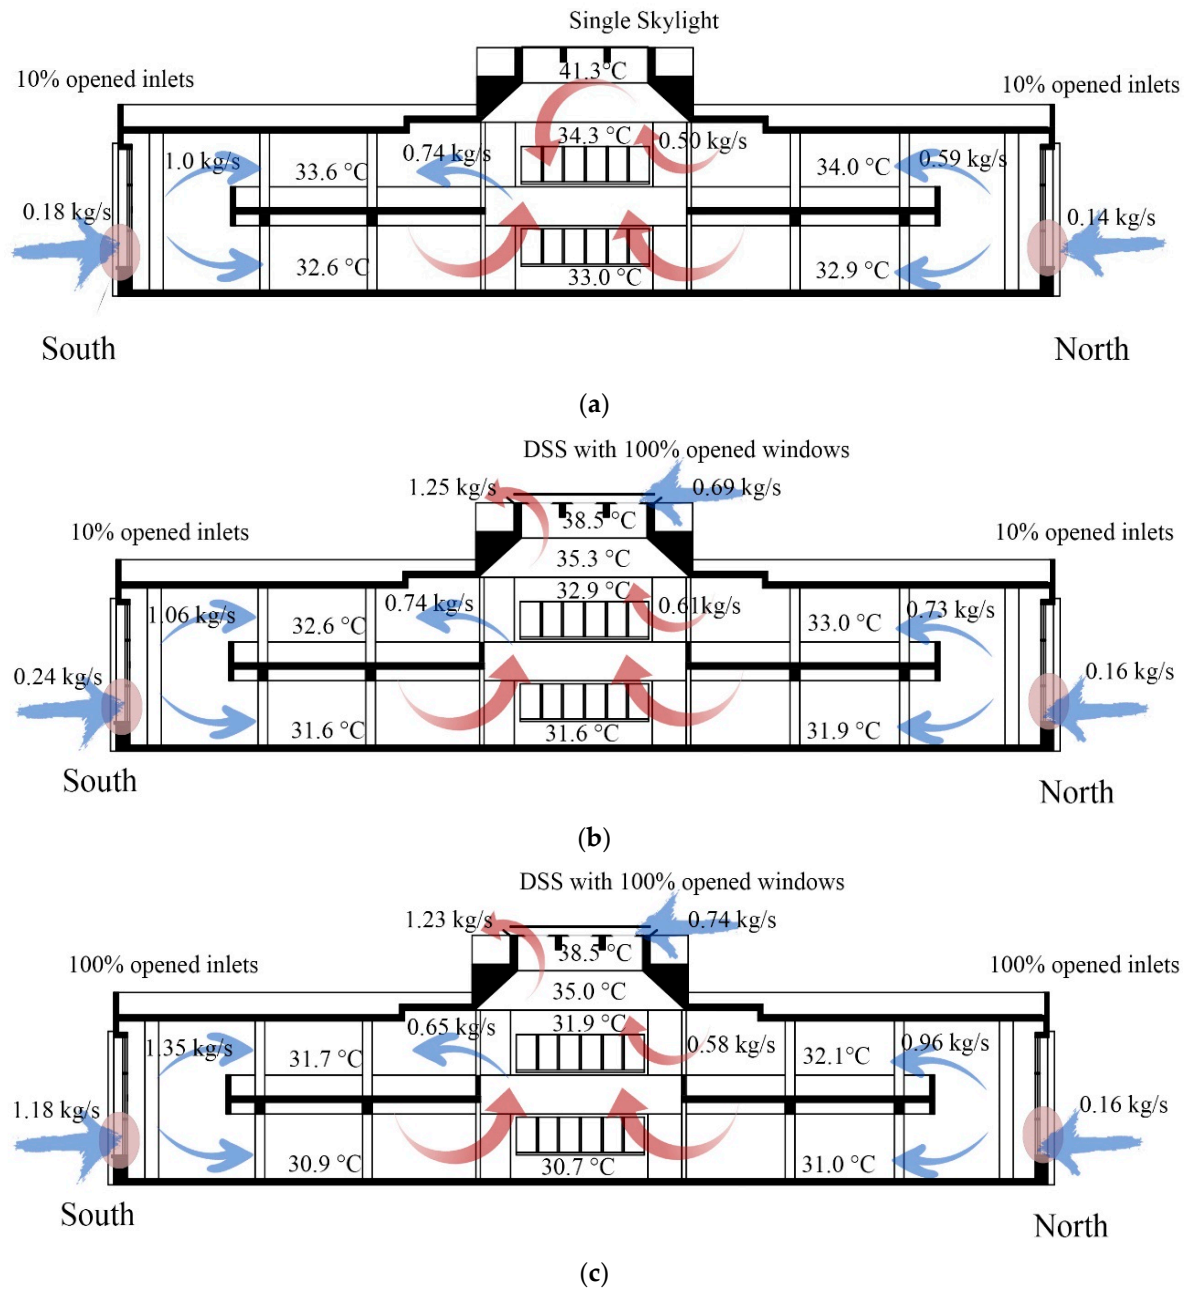 Single Skylight
10% opened inlets
10% opened inlets
41.3°C
34.3 °C
1.0 kg/s
33.6 °C
0.74 kg/s
0.50 kg/s
34.0 °C
0.59 kg/s
0.18 kg/s
0.14 kg/s
32.6 °C
33.0 °C
32.9 °C
South
North
(a)
DSS with 100% opened windows
1.25 kg/s
0.69 kg/s
10% opened inlets
10% opened inlets
38.5 °C
35.3 °C
32.9 °C
1.06 kg/s
32.6 °C
0.74 kg/s
0.61kg/s
33.0 °C
0.73 kg/s
0.24 kg/s
0.16 kg/s
31.6 °C
31.6 °C
31.9 °C
South
North
(b)
DSS with 100% opened windows
1.23 kg/s
0.74 kg/s
100% opened inlets
100% opened inlets
38.5 °C
35.0 °C
31.9 °C
1.35 kg/s
31.7 °C
0.65 kg/s
0.58 kg/s
32.1°C
0.96 kg/s
1.18 kg/s
0.16 kg/s
30.9 °C
30.7 °C
31.0 °C
South
North
(c)